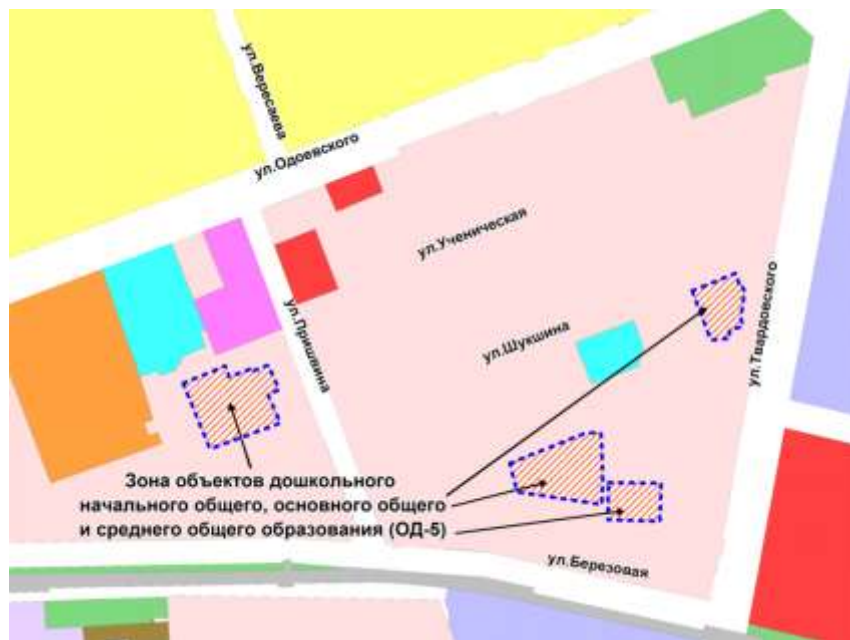 ул.Вересаева
ул.Одоевского
ул.Ученическая
ул.Твардовского
ул.Пришвина
ул.Шукшина
Зона объектов дошкольного
начального общего, основного общего
и среднего общего образования (ОД-5)
ул.Березовая